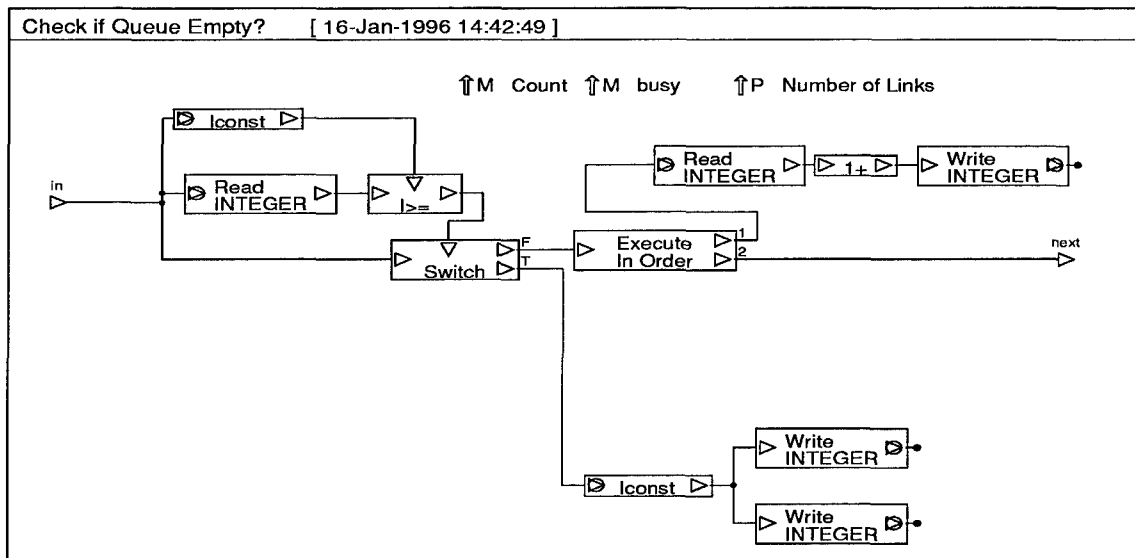 Check if Queue Empty? [ 16-Jan-1996 14:42:49 ]
⇑M Count ⇑M busy ⇑P Number of Links
Iconst
Read
INTEGER
1+
Write
INTEGER
in
Read
INTEGER
I>=
Switch
F
T
Execute
In Order
1
2
next
Write
INTEGER
Iconst
Write
INTEGER